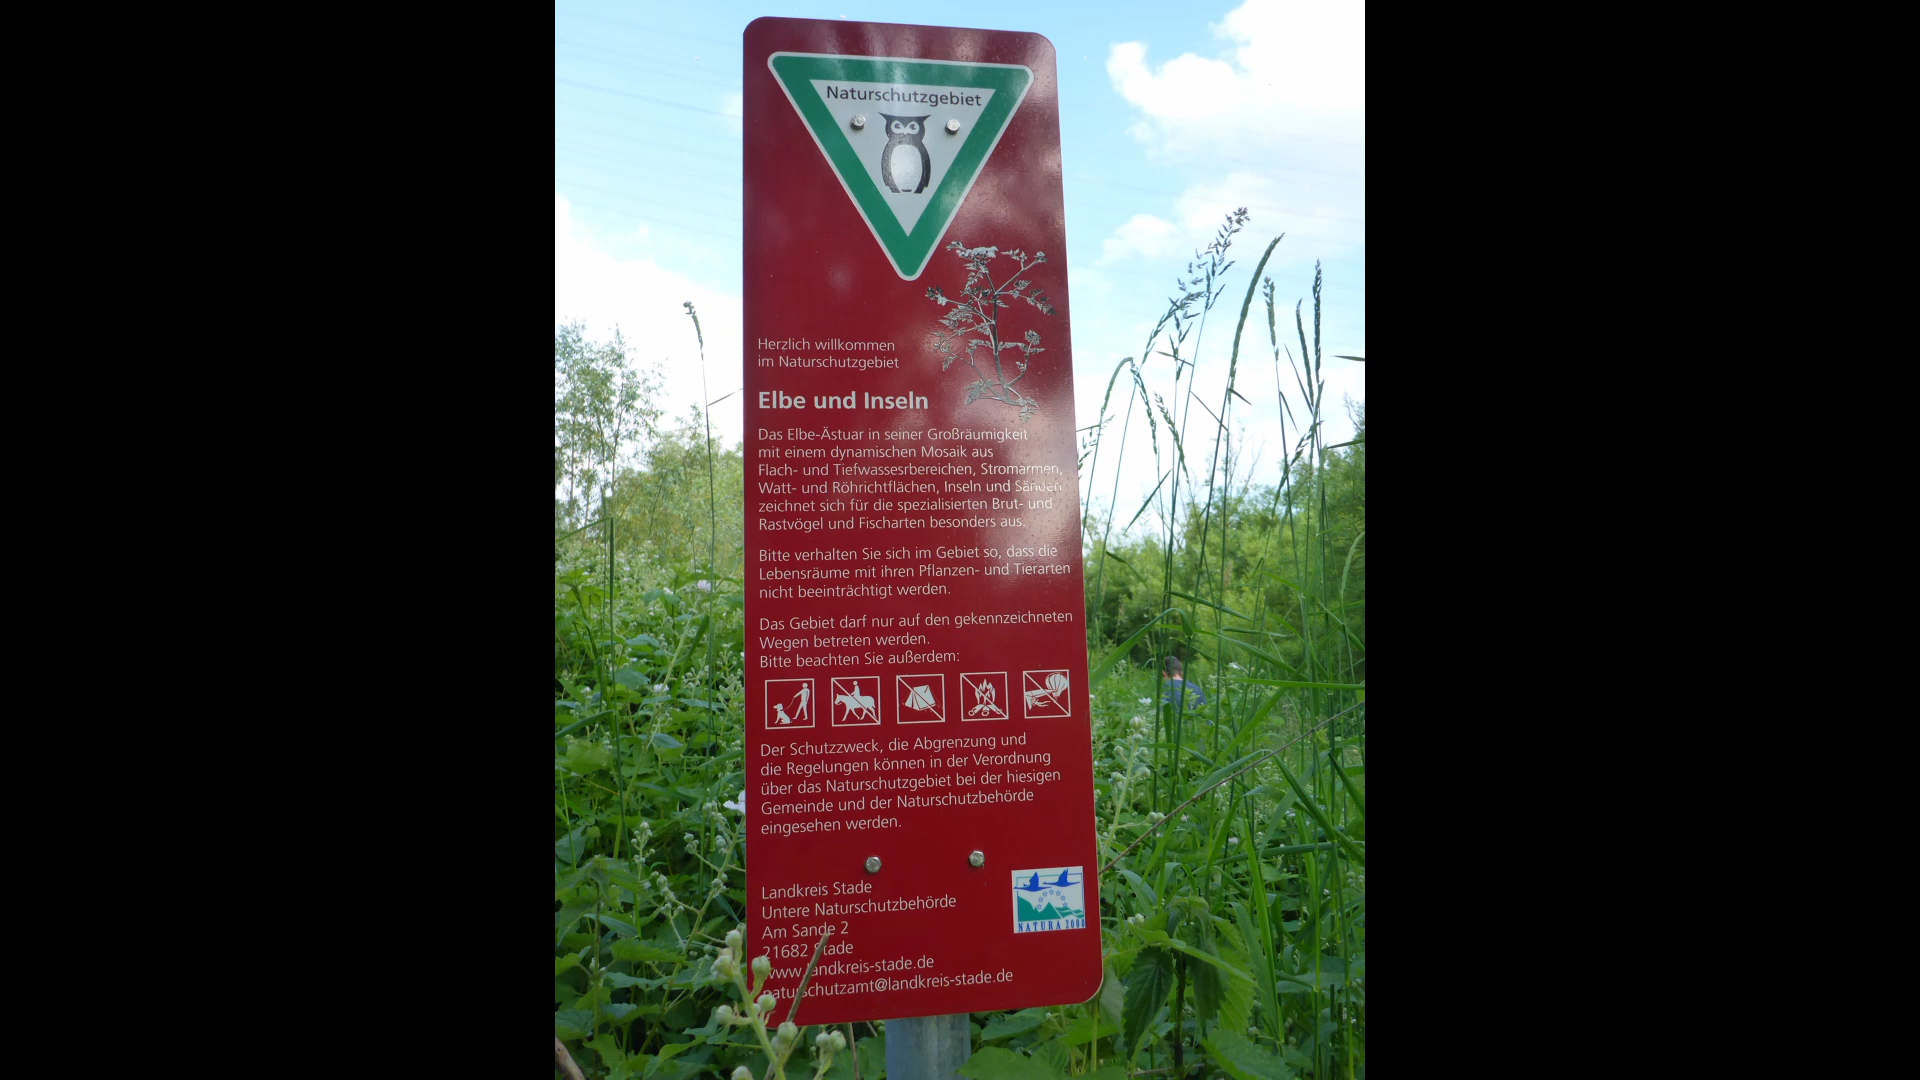 Naturschutzgebiet
Herzlich willkommen
im Naturschutzgebiet
Elbe und Inseln
Das Elbe-Ästuar in seiner Großräumigkeit
mit einem dynamischen Mosaik aus
Flach- und Tiefwassesrbereichen, Stromarmen,
Watt- und Röhrichtflächen, Inseln und Sänden
zeichnet sich für die spezialisierten Brut- und
Rastvögel und Fischarten besonders aus.
Bitte verhalten Sie sich im Gebiet so, dass die
Lebensräume mit ihren Pflanzen- und Tierarten
nicht beeinträchtigt werden.
Das Gebiet darf nur auf den gekennzeichneten
Wegen betreten werden.
Bitte beachten Sie außerdem:
Der Schutzzweck, die Abgrenzung und
die Regelungen können in der Verordnung
über das Naturschutzgebiet bei der hiesigen
Gemeinde und der Naturschutzbehörde
eingesehen werden.
Landkreis Stade
Untere Naturschutzbehörde
Am Sande 2
21682 Stade
www.landkreis-stade.de
naturschutzamt@landkreis-stade.de
NATURA 2000